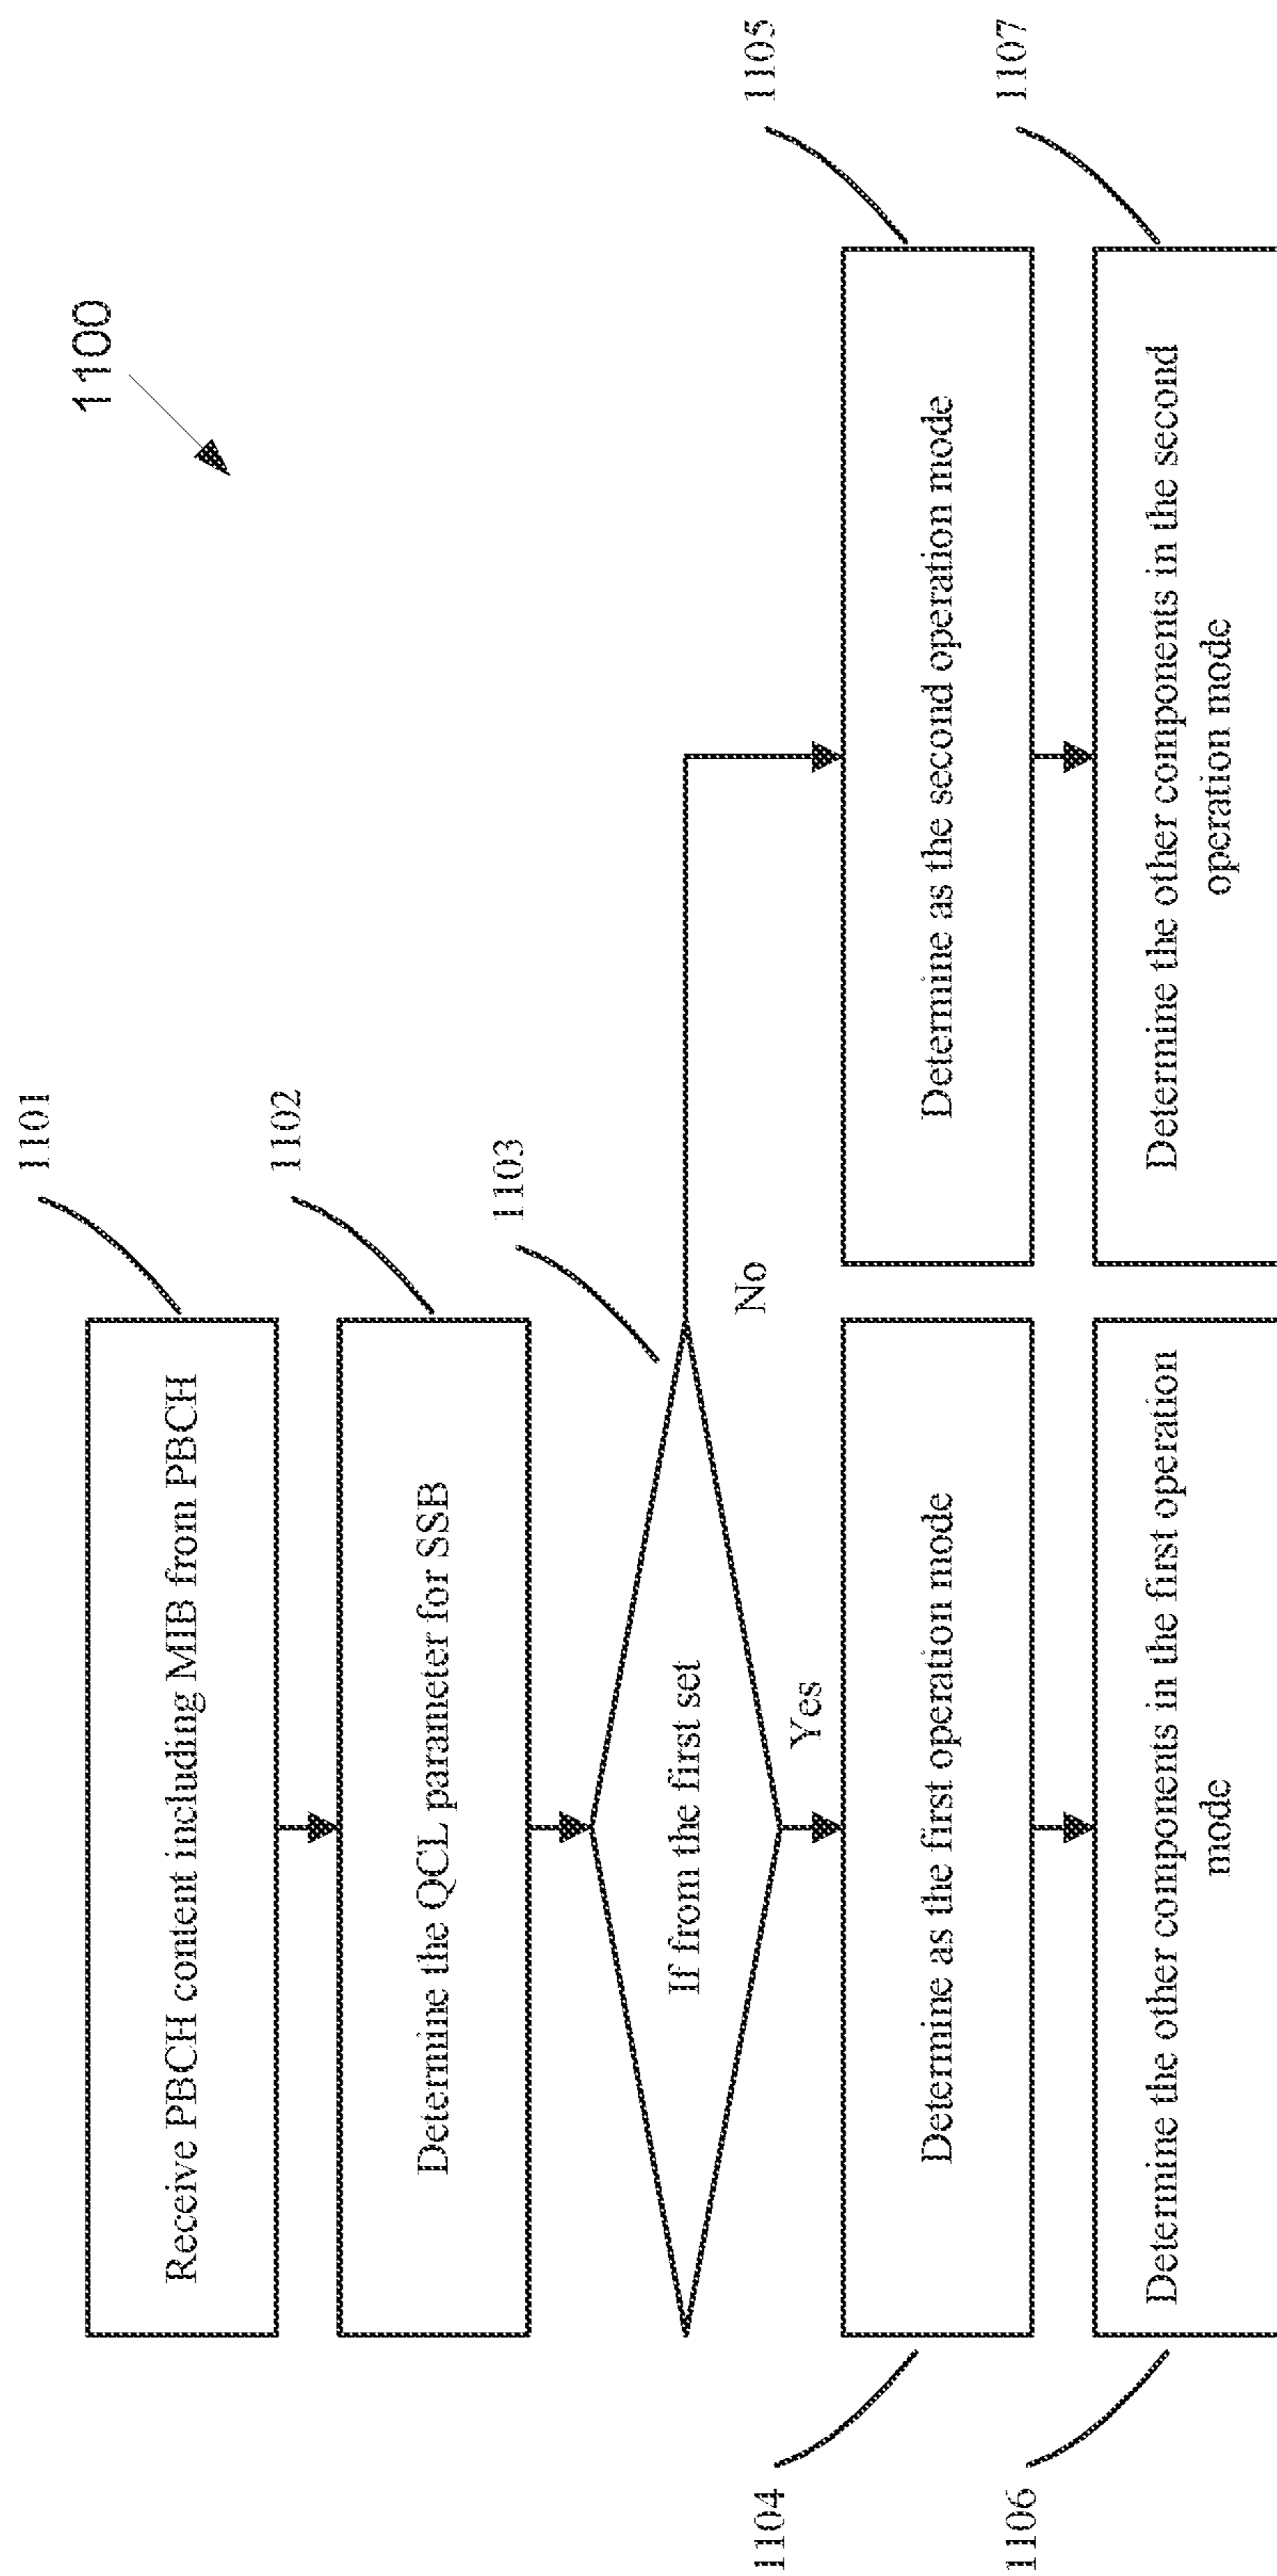 1100
1101
Receive PBCH content including MIB from PBCH
1102
Determine the QCL parameter for SSB
1103
If from the first set
No
Yes
1104
Determine as the first operation mode
1105
Determine as the second operation mode
1106
Determine the other components in the first operation
mode
1107
Determine the other components in the second
operation mode